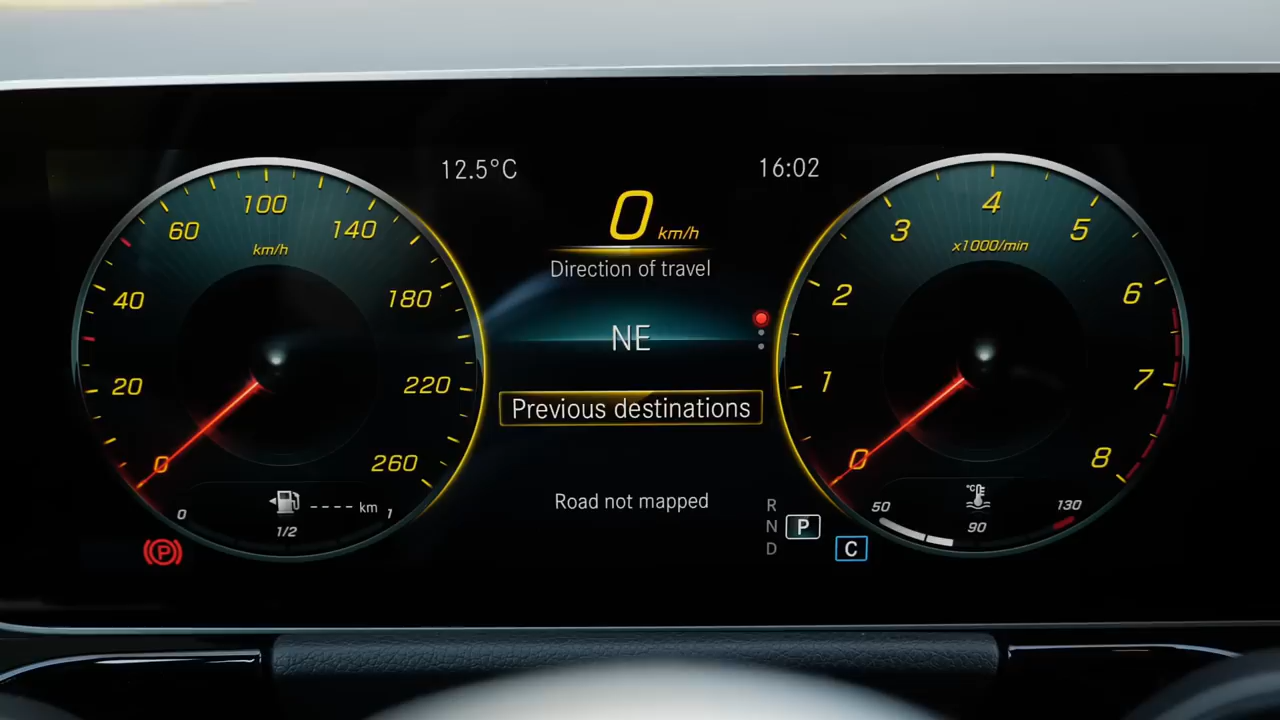 12.5°C
16:02
0 km/h
Direction of travel
NE
Previous destinations
Road not mapped
100
60
140
km/h
40
180
20
220
0
260
0
---- km
1
1/2
P
4
3
5
x1000/min
2
6
1
7
0
8
°C
50
130
90
R
N
P
D
C